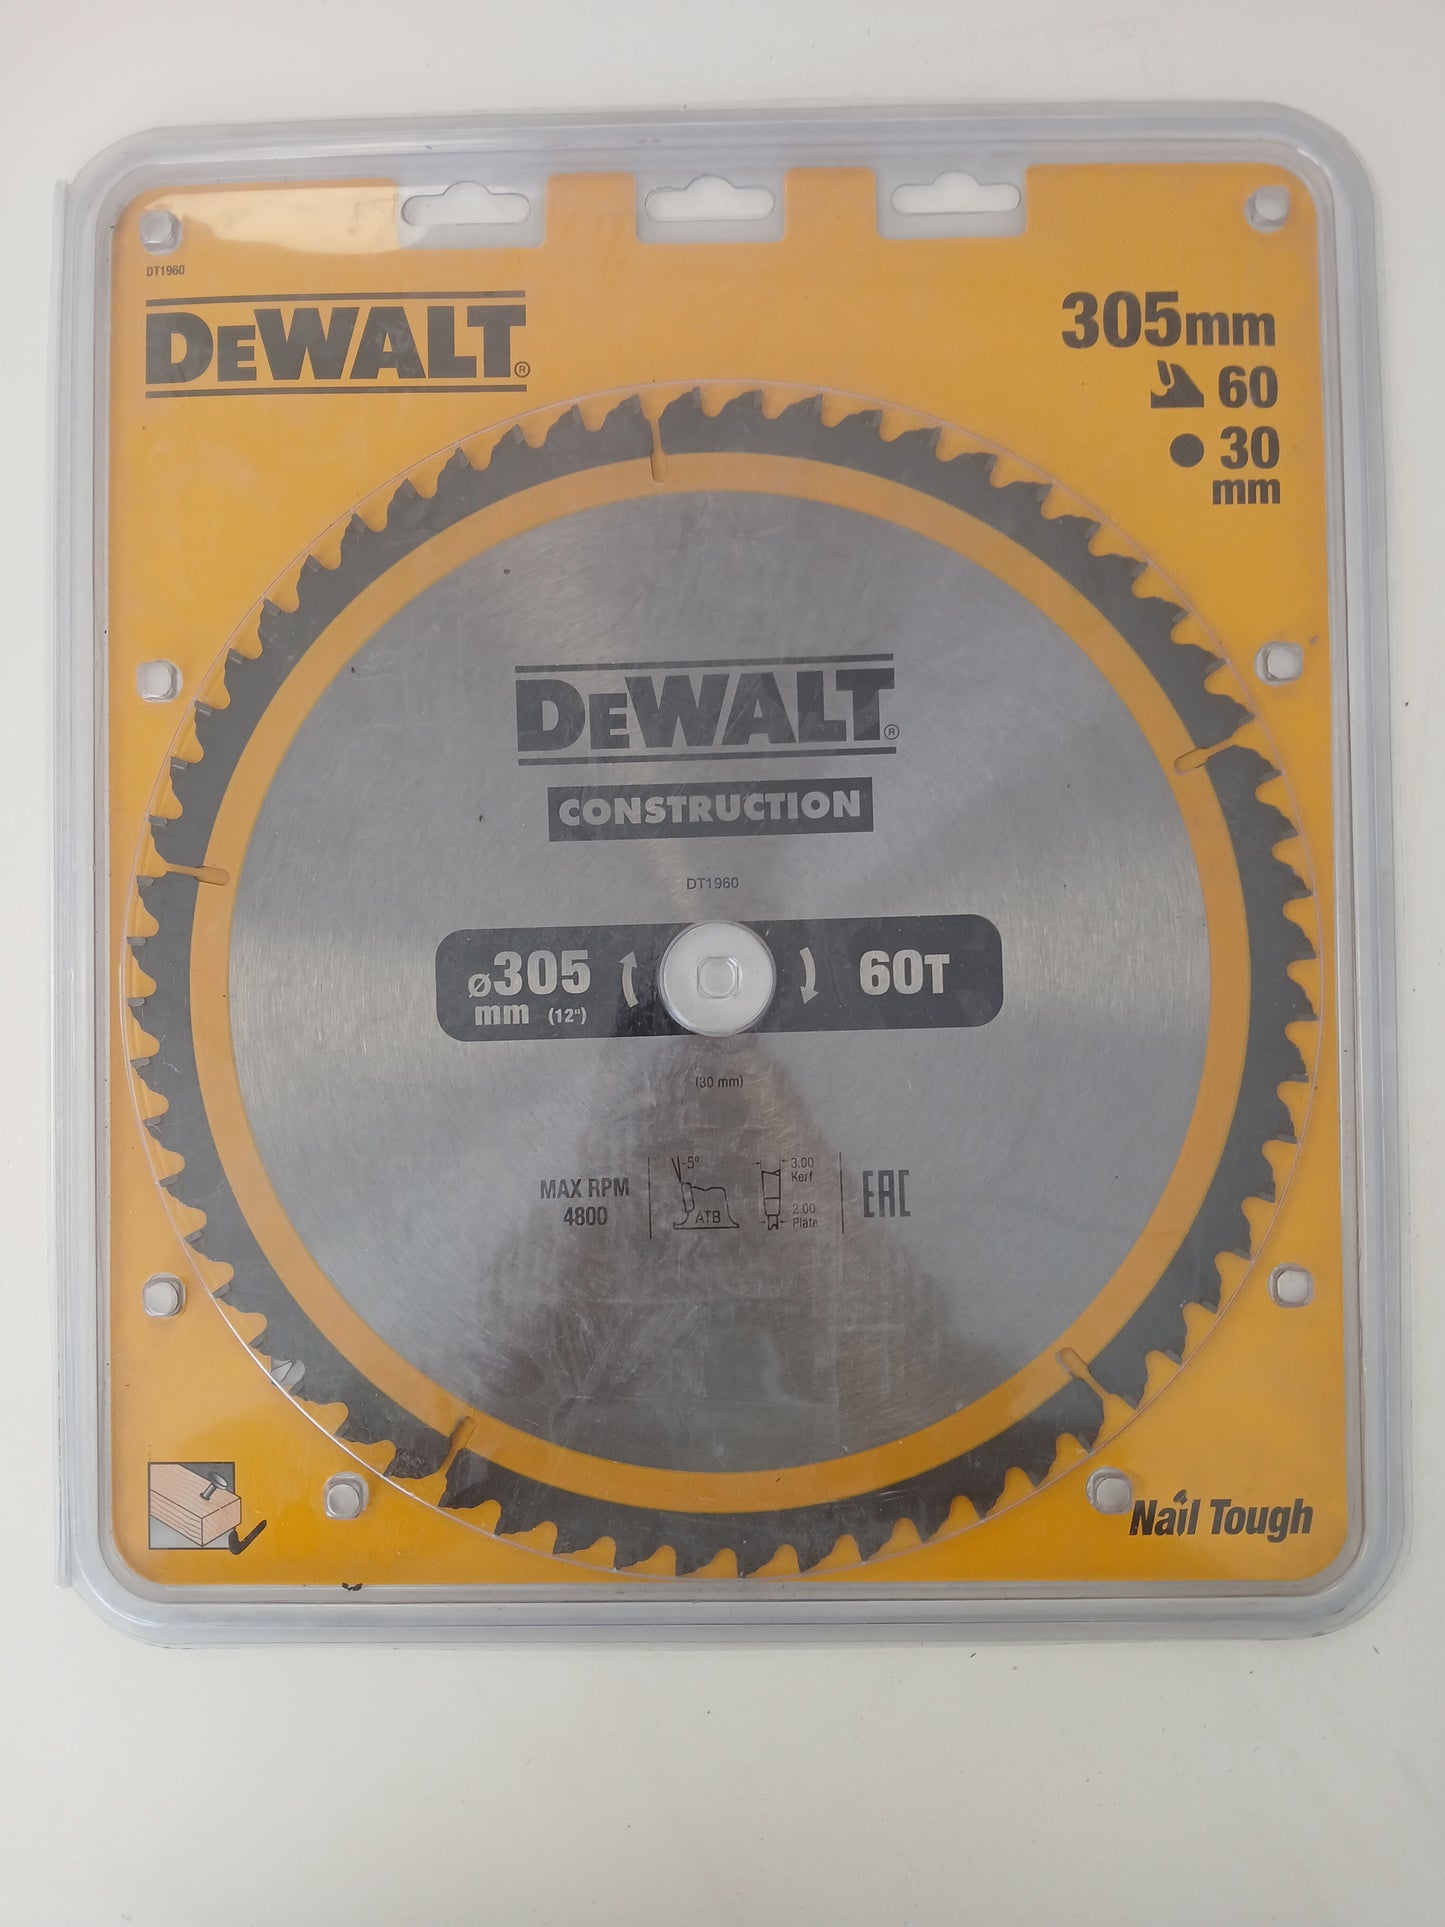 DT1960
DEWALT®
305mm
60
30
mm
DEWALT®
CONSTRUCTION
DT1960
ø305 60T
mm (12")
(30 mm)
MAX RPM
4800
-5°
ATB
3.00
Kerf
2.00
Plate
EAC
Nail Tough